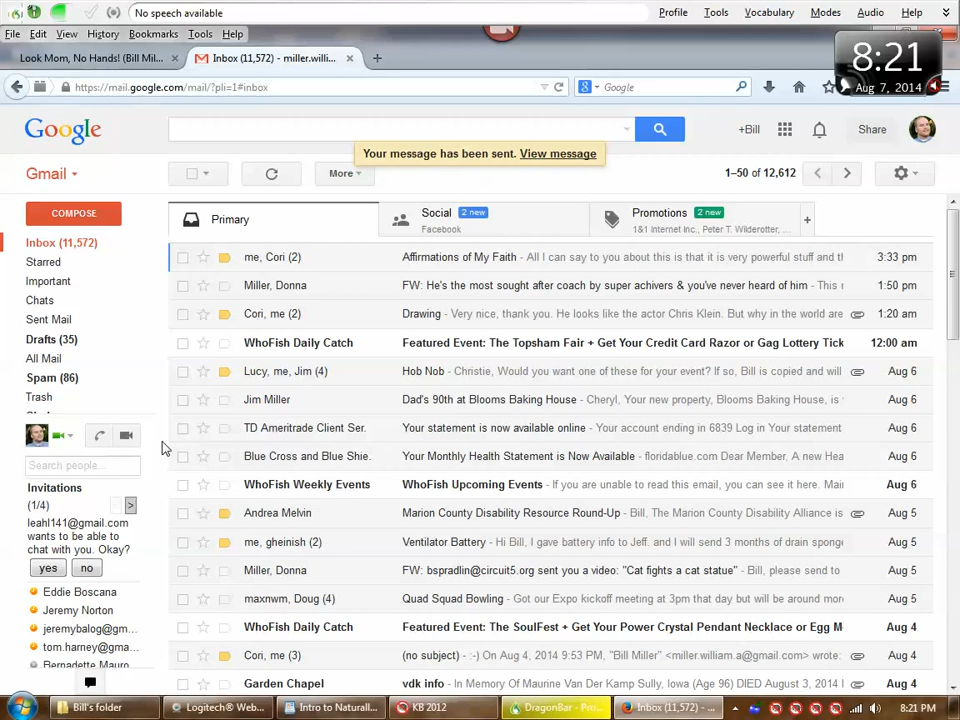 No speech available
Profile Tools Vocabulary Modes Audio Help
File Edit View History Bookmarks Tools Help
Look Mom, No Hands! (Bill Mil...
Inbox (11,572) - miller.willi...
8:21
Aug 7, 2014
https://mail.google.com/mail/?pli=1#inbox
Google
Google
+Bill
Share
Your message has been sent. View message
Gmail
More
1–50 of 12,612
COMPOSE
Primary
Social 2 new
Facebook
Promotions 2 new
1&1 Internet Inc., Peter T. Wilderotter, ...
Inbox (11,572)
Starred
Important
Chats
Sent Mail
Drafts (35)
All Mail
Spam (86)
Trash
Search people...
Invitations
(1/4)
leahl141@gmail.com
wants to be able to
chat with you. Okay?
yes no
Eddie Boscana
Jeremy Norton
jeremybalog@gm...
tom.harney@gma...
Bernadette Mauro
me, Cori (2) Affirmations of My Faith - All I can say to you about this is that it is very powerful stuff and th 3:33 pm
Miller, Donna FW: He's the most sought after coach by super achivers & you've never heard of him - This i 1:50 pm
Cori, me (2) Drawing - Very nice, thank you. He looks like the actor Chris Klein. But why in the world are 1:20 am
WhoFish Daily Catch Featured Event: The Topsham Fair + Get Your Credit Card Razor or Gag Lottery Tick 12:00 am
Lucy, me, Jim (4) Hob Nob - Christie, Would you want one of these for your event? If so, Bill is copied and will Aug 6
Jim Miller Dad's 90th at Blooms Baking House - Cheryl, Your new property, Blooms Baking House, is Aug 6
TD Ameritrade Client Ser. Your statement is now available online - Your account ending in 6839 Log in Your statement Aug 6
Blue Cross and Blue Shie. Your Monthly Health Statement is Now Available - floridablue.com Dear Member, A new Hea Aug 6
WhoFish Weekly Events WhoFish Upcoming Events - If you are unable to read this email, you can see it here. Main Aug 6
Andrea Melvin Marion County Disability Resource Round-Up - Bill, The Marion County Disability Alliance is Aug 5
me, gheinish (2) Ventilator Battery - Hi Bill, I gave battery info to Jeff. and I will send 3 months of drain sponge Aug 5
Miller, Donna FW: bspradlin@circuit5.org sent you a video: "Cat fights a cat statue" - Bill, please send to Aug 5
maxnwm, Doug (4) Quad Squad Bowling - Got our Expo kickoff meeting at 3pm that day but will be around more Aug 5
WhoFish Daily Catch Featured Event: The SoulFest + Get Your Power Crystal Pendant Necklace or Egg M Aug 4
Cori, me (3) (no subject) - :-) On Aug 4, 2014 9:53 PM, "Bill Miller" <miller.william.a@gmail.com> wrote: Aug 4
Garden Chapel vdk info - In Memory Of Maurine Van Der Kamp Sully, Iowa (Age 96) DIED AUGUST 3, 2014 I Aug 4
Bill's folder
Logitech® Web...
Intro to Naturall...
KB 2012
DragonBar - Pro...
Inbox (11,572) -...
8:21 PM